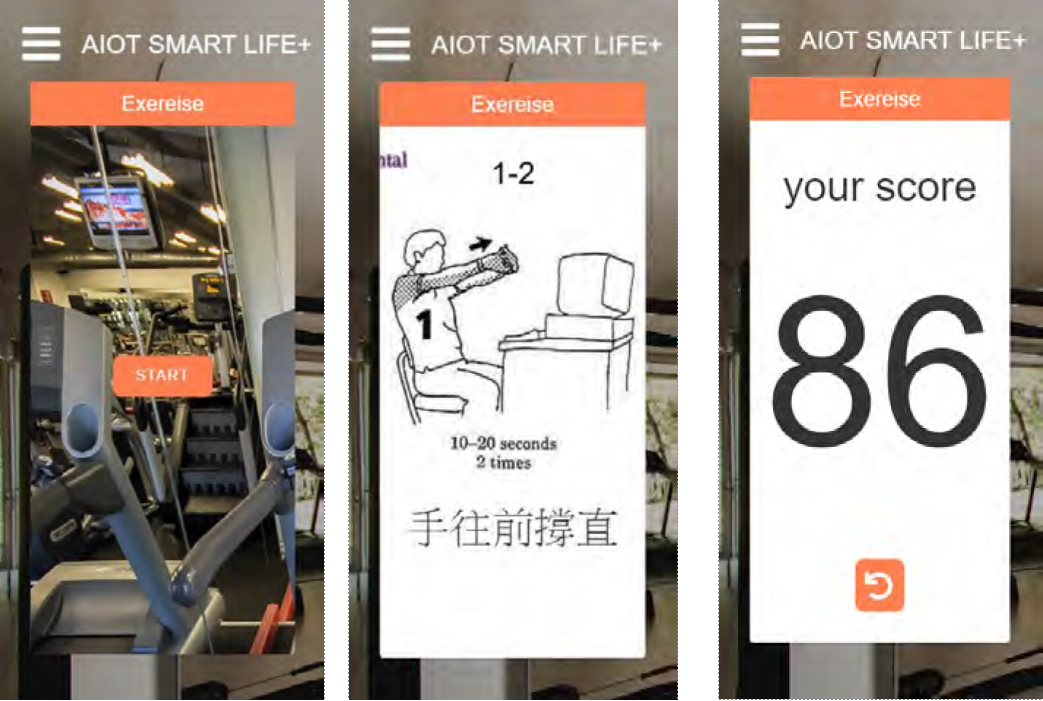 AIOT SMART LIFE+
Exereise
START
AIOT SMART LIFE+
Exereise
ntal
1-2
1
10–20 seconds
2 times
手往前撐直
AIOT SMART LIFE+
Exereise
your score
86